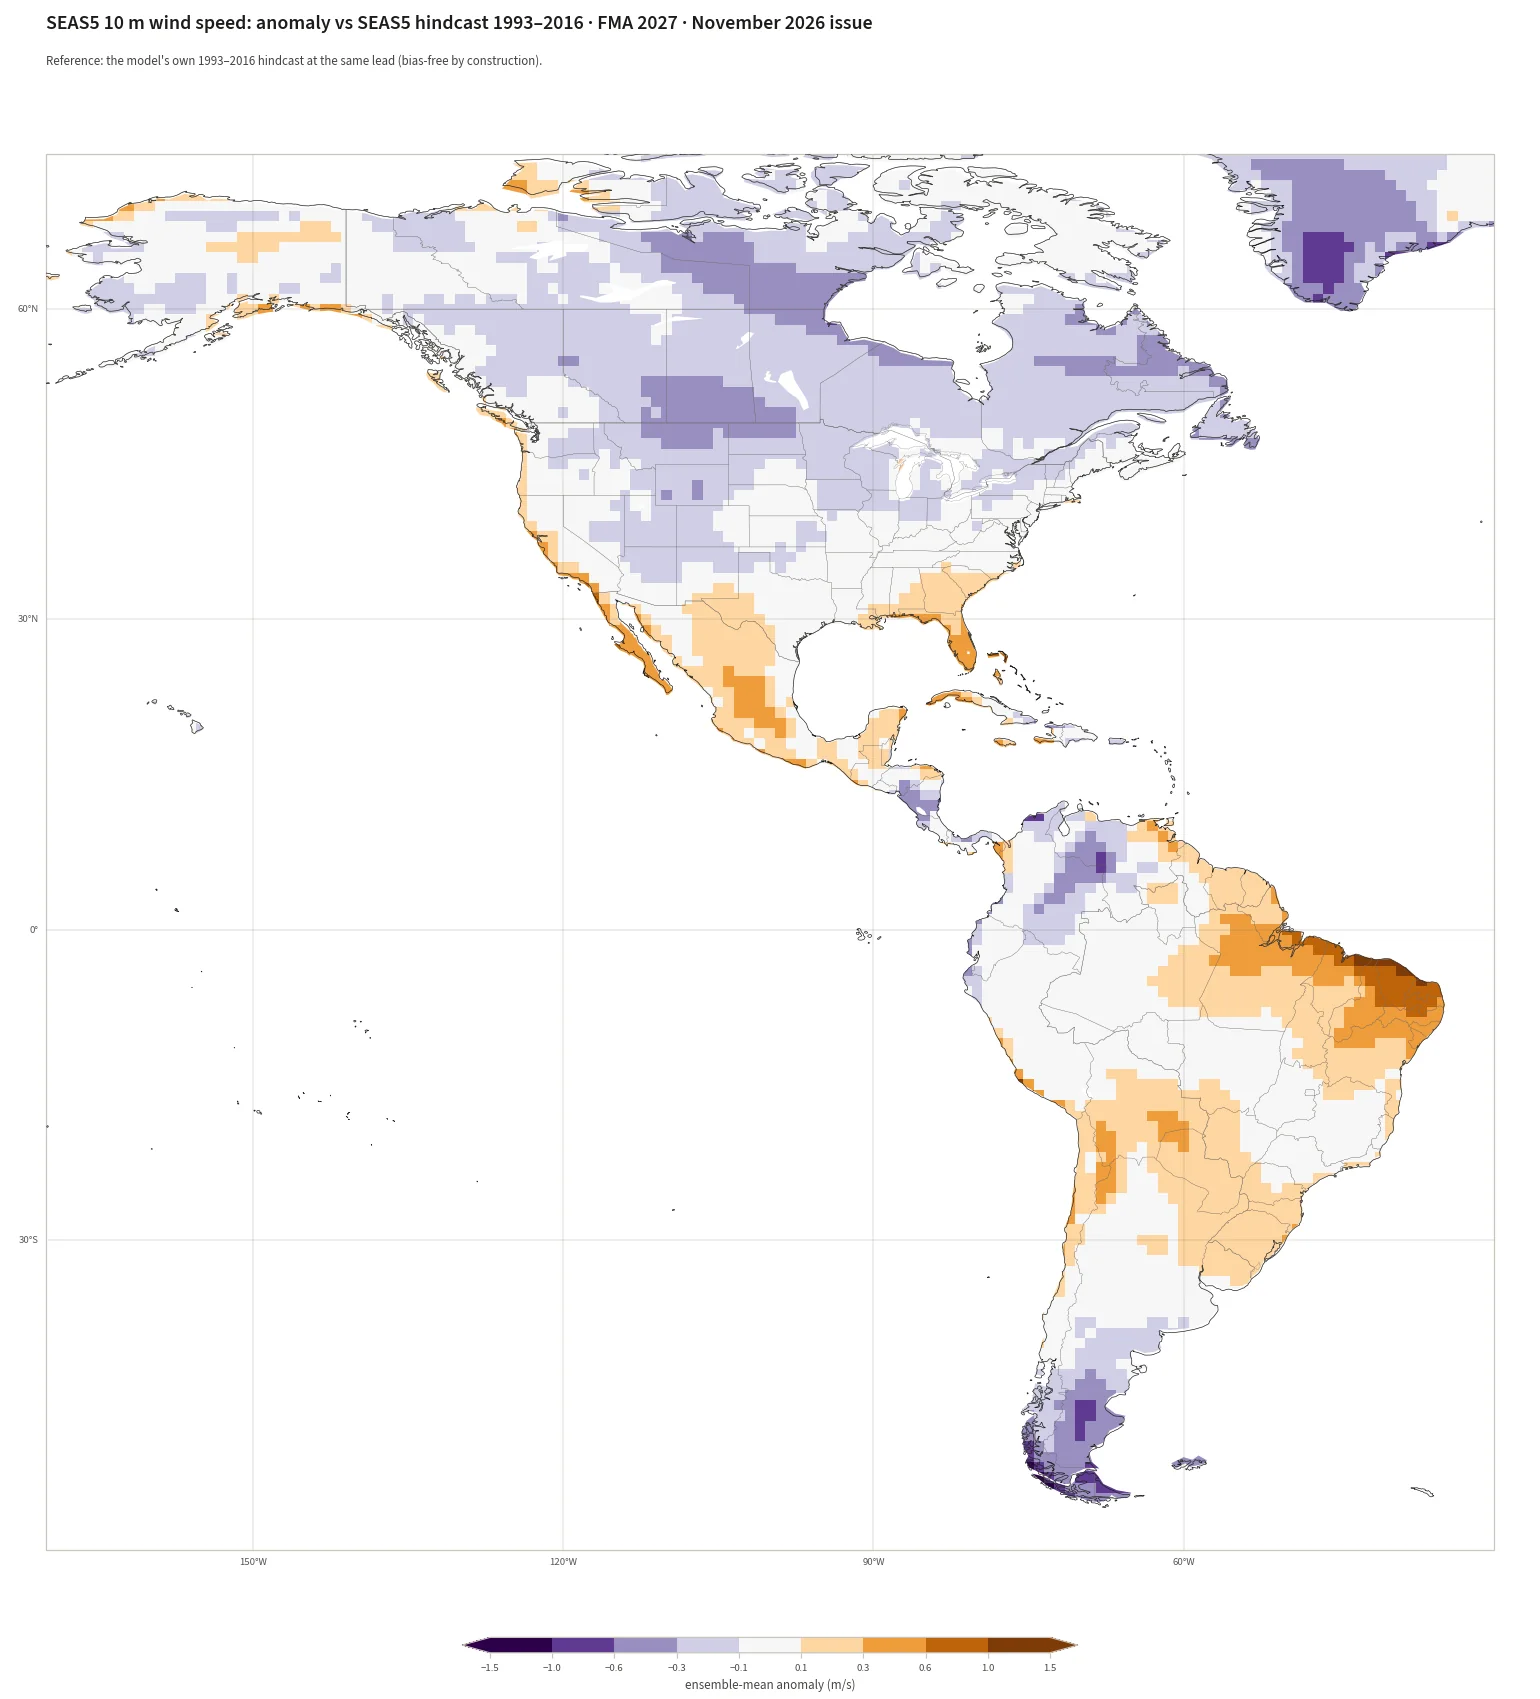 SEAS5 10 m wind speed: anomaly vs SEAS5 hindcast 1993–2016 · FMA 2027 · November 2026 issue
Reference: the model's own 1993–2016 hindcast at the same lead (bias-free by construction).
60°N
30°N
0°
30°S
150°W 120°W 90°W 60°W
−1.5 −1.0 −0.6 −0.3 −0.1 0.1 0.3 0.6 1.0 1.5
ensemble-mean anomaly (m/s)